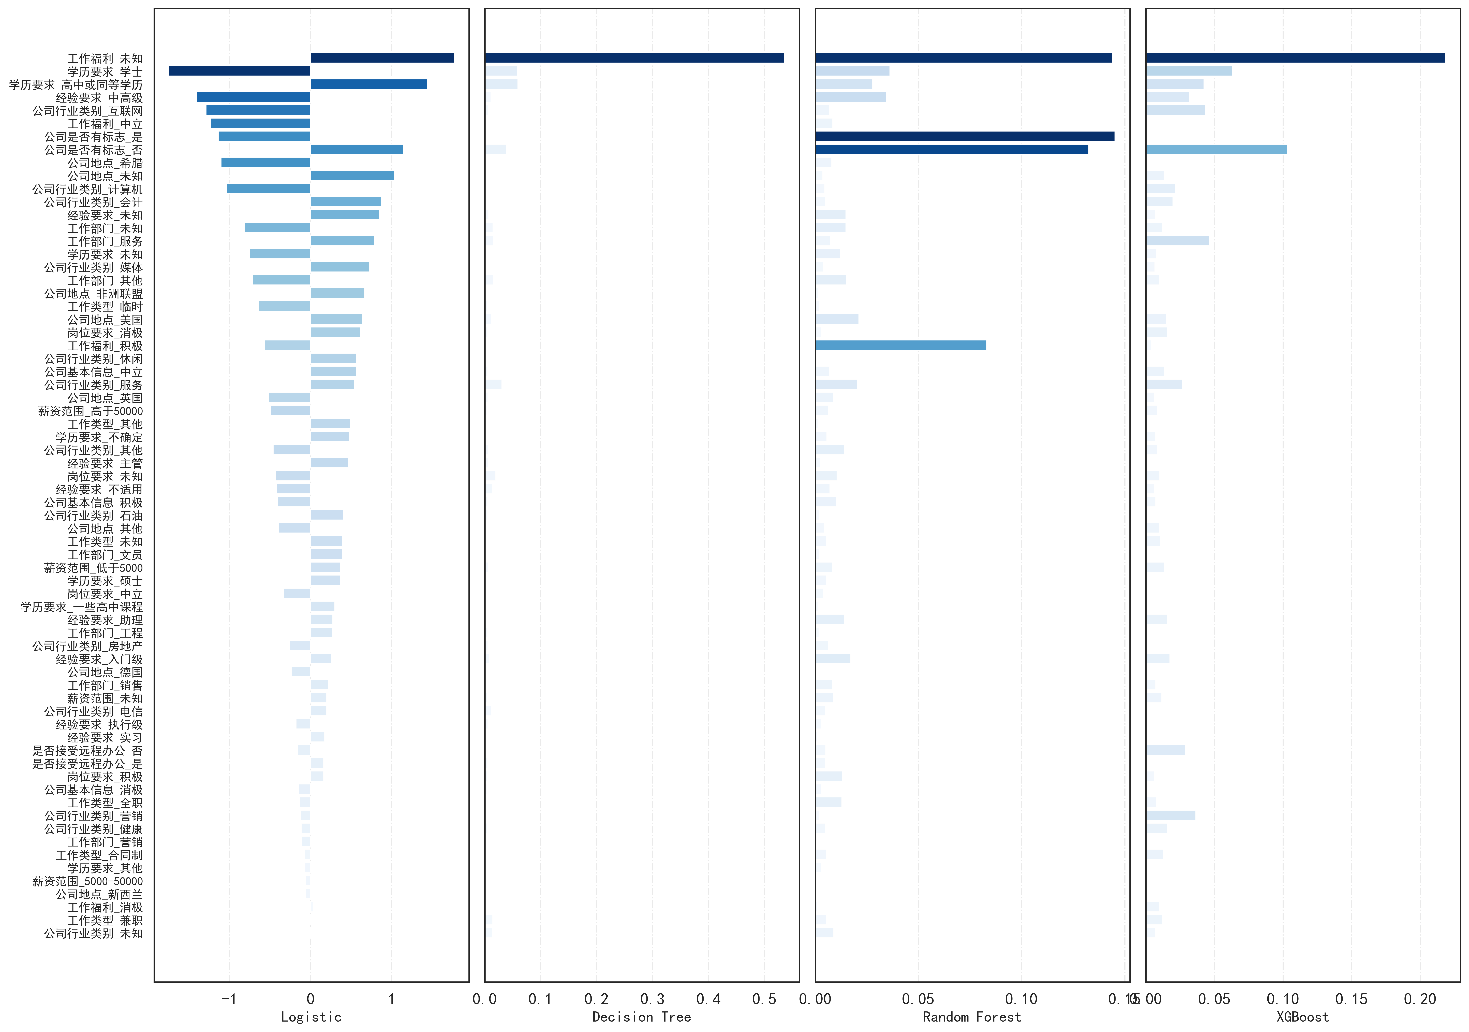 工作福利_未知
学历要求_学士
学历要求_高中或同等学历
经验要求_中高级
公司行业类别_互联网
工作福利_中立
公司是否有标志_是
公司是否有标志_否
公司地点_希腊
公司地点_未知
公司行业类别_计算机
公司行业类别_会计
经验要求_未知
工作部门_未知
工作部门_服务
学历要求_未知
公司行业类别_媒体
工作部门_其他
公司地点_非洲联盟
工作类型_临时
公司地点_美国
岗位要求_消极
工作福利_积极
公司行业类别_休闲
公司基本信息_中立
公司行业类别_服务
公司地点_英国
薪资范围_高于50000
工作类型_其他
学历要求_不确定
公司行业类别_其他
经验要求_主管
岗位要求_未知
经验要求_不适用
公司基本信息_积极
公司行业类别_石油
公司地点_其他
工作类型_未知
工作部门_文员
薪资范围_低于5000
学历要求_硕士
岗位要求_中立
学历要求_一些高中课程
经验要求_助理
工作部门_工程
公司行业类别_房地产
经验要求_入门级
公司地点_德国
工作部门_销售
薪资范围_未知
公司行业类别_电信
经验要求_执行级
经验要求_实习
是否接受远程办公_否
是否接受远程办公_是
岗位要求_积极
公司基本信息_消极
工作类型_全职
公司行业类别_营销
公司行业类别_健康
工作部门_营销
工作类型_合同制
学历要求_其他
薪资范围_5000-50000
公司地点_新西兰
工作福利_消极
工作类型_兼职
公司行业类别_未知
-1 0 1
Logistic
0.0 0.1 0.2 0.3 0.4 0.5
Decision Tree
0.00 0.05 0.10 0.15
Random Forest
0.00 0.05 0.10 0.15 0.20
XGBoost